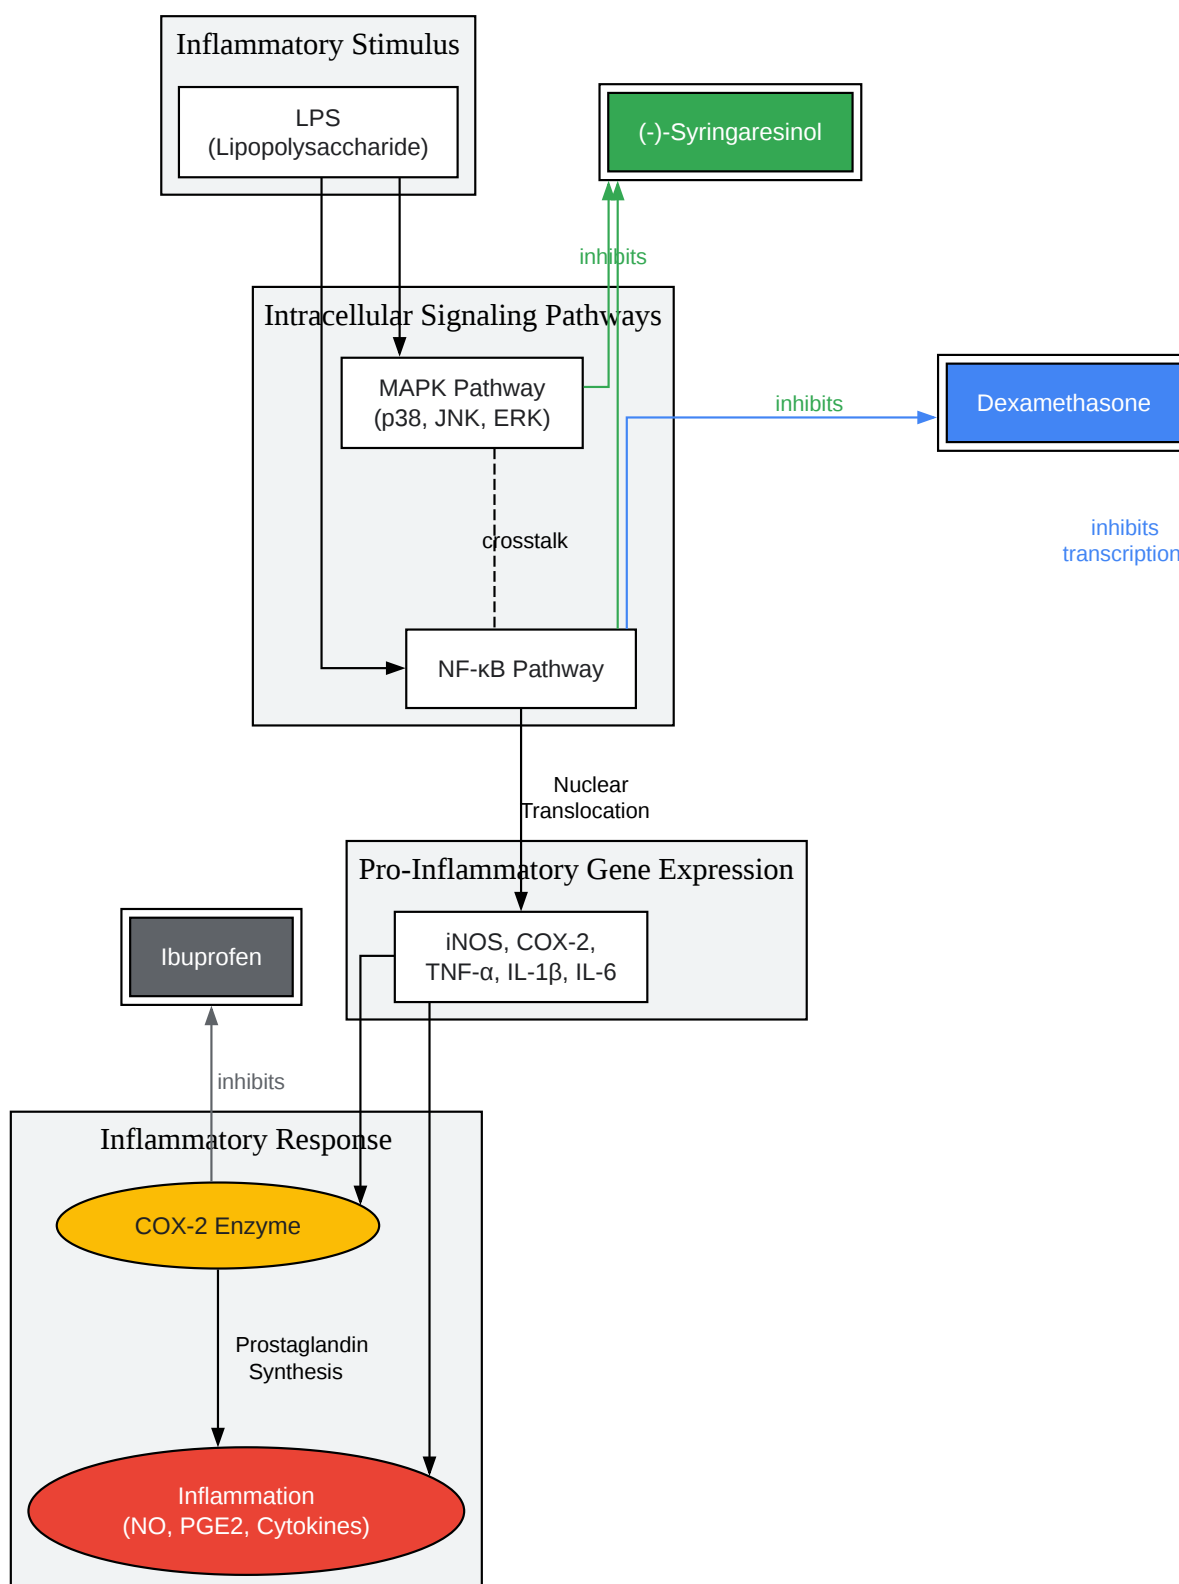 Inflammatory Stimulus
LPS
(Lipopolysaccharide)
(-)-Syringaresinol
inhibits
Intracellular Signaling Pathways
MAPK Pathway
(p38, JNK, ERK)
inhibits
Dexamethasone
inhibits
transcription
crosstalk
NF-κB Pathway
Nuclear
Translocation
Pro-Inflammatory Gene Expression
iNOS, COX-2,
TNF-α, IL-1β, IL-6
Ibuprofen
inhibits
Inflammatory Response
COX-2 Enzyme
Prostaglandin
Synthesis
Inflammation
(NO, PGE2, Cytokines)